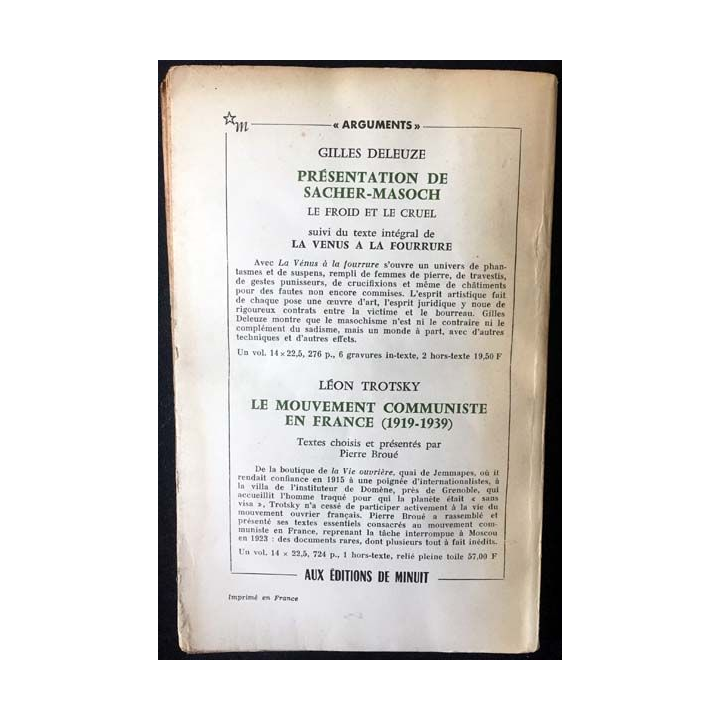 m
« ARGUMENTS »
GILLES DELEUZE
PRÉSENTATION DE
SACHER-MASOCH
LE FROID ET LE CRUEL
suivi du texte intégral de
LA VENUS A LA FOURRURE
Avec La Vénus à la fourrure s'ouvre un univers de phan-
tasmes et de suspens, rempli de femmes de pierre, de travestis,
de gestes punisseurs, de crucifixions et même de châtiments
pour des fautes non encore commises. L'esprit artistique fait
de chaque pose une œuvre d'art, l'esprit juridique y noue de
rigoureux contrats entre la victime et le bourreau. Gilles
Deleuze montre que le masochisme n'est ni le contraire ni le
complément du sadisme, mais un monde à part, avec d'autres
techniques et d'autres effets.
Un vol. 14 × 22,5, 276 p., 6 gravures in-texte, 2 hors-texte 19,50 F
LÉON TROTSKY
LE MOUVEMENT COMMUNISTE
EN FRANCE (1919-1939)
Textes choisis et présentés par
Pierre Broué
De la boutique de la Vie ouvrière, quai de Jemmapes, où il
rendait confiance en 1915 à une poignée d'internationalistes, à
la villa de l'instituteur de Domène, près de Grenoble, qui
accueillit l'homme traqué pour qui la planète était « sans
visa », Trotsky n'a cessé de participer activement à la vie du
mouvement ouvrier français. Pierre Broué a rassemblé et
présenté ses textes essentiels consacrés au mouvement com-
muniste en France, reprenant la tâche interrompue à Moscou
en 1923 : des documents rares, dont plusieurs tout à fait inédits.
Un vol. 14 × 22,5, 724 p., 1 hors-texte, relié pleine toile 57,00 F
AUX ÉDITIONS DE MINUIT
Imprimé en France